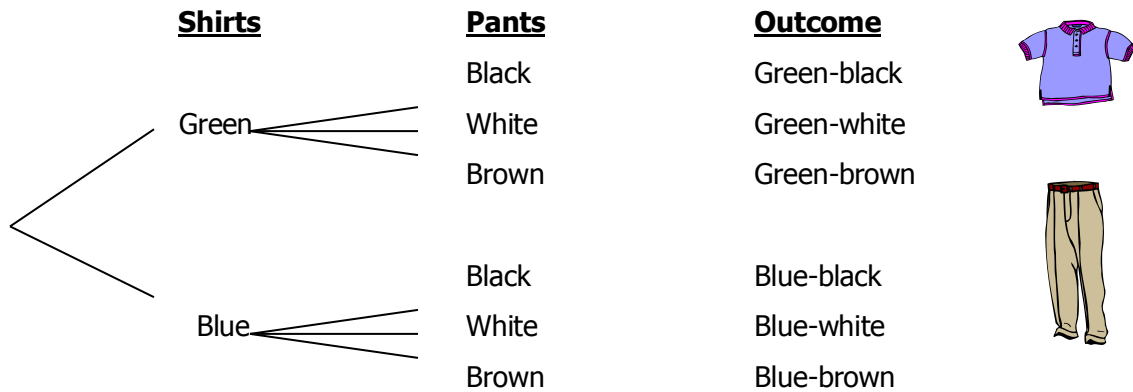 Shirts Pants Outcome
Black Green-black
Green White Green-white
Brown Green-brown
Black Blue-black
Blue White Blue-white
Brown Blue-brown